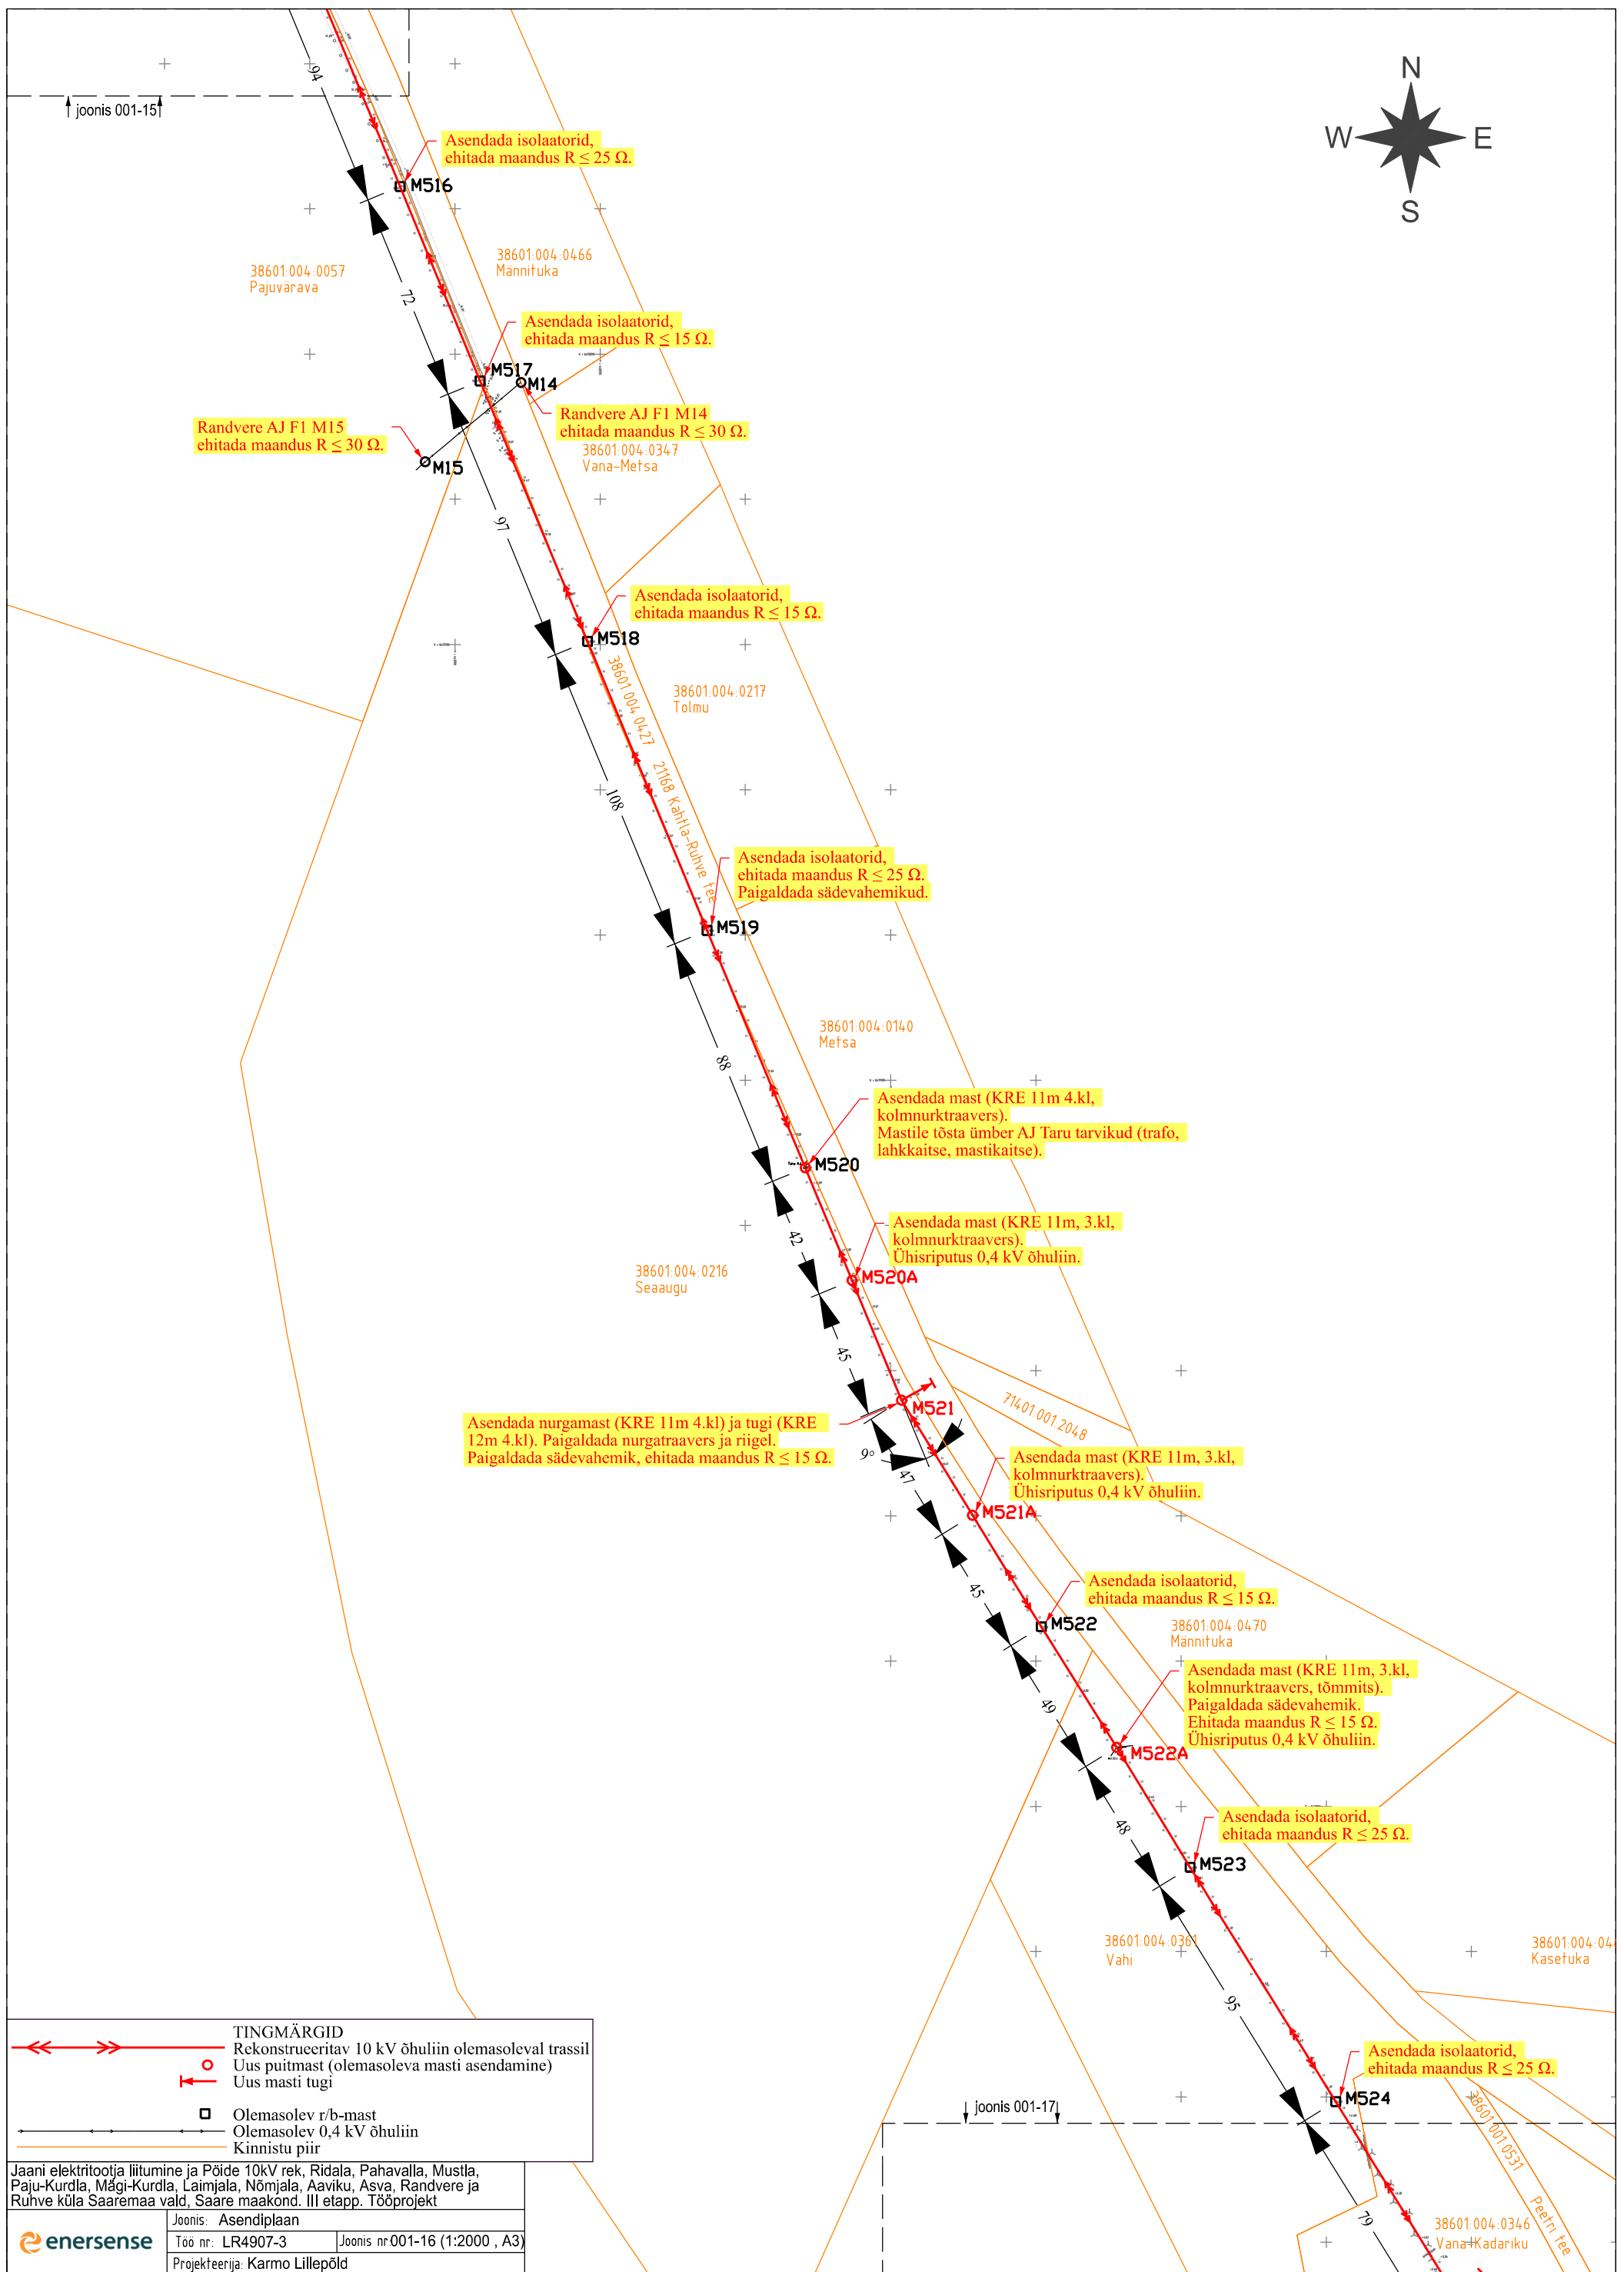 N
W E
S
joonis 001-15
94
Asendada isolaatorid,
ehitada maandus R ≤ 25 Ω.
M516
38601:004:0057
Pajuvärava
38601:004:0466
Männituka
72
Asendada isolaatorid,
ehitada maandus R ≤ 15 Ω.
M517
M14
Randvere AJ F1 M15
ehitada maandus R ≤ 30 Ω.
Randvere AJ F1 M14
ehitada maandus R ≤ 30 Ω.
38601:004:0347
Vana-Metsa
M15
97
Asendada isolaatorid,
ehitada maandus R ≤ 15 Ω.
M518
38601:004:0427
21168 Kahtla-Ruhve tee
38601:004:0217
Tolmu
108
Asendada isolaatorid,
ehitada maandus R ≤ 25 Ω.
Paigaldada sädevahemikud.
M519
38601:004:0140
Metsa
88
Asendada mast (KRE 11m 4.kl,
kolmnurktraavers).
Mastile tõsta ümber AJ Taru tarvikud (trafo,
lahkkaitse, mastikaitse).
M520
42
Asendada mast (KRE 11m, 3.kl,
kolmnurktraavers).
Ühisriputus 0,4 kV õhuliin.
M520A
38601:004:0216
Seaaugu
45
M521
71401:001:2048
Asendada nurgamast (KRE 11m 4.kl) ja tugi (KRE
12m 4.kl). Paigaldada nurgatraavers ja riigel.
Paigaldada sädevahemik, ehitada maandus R ≤ 15 Ω.
9°
47
Asendada mast (KRE 11m, 3.kl,
kolmnurktraavers).
Ühisriputus 0,4 kV õhuliin.
M521A
45
Asendada isolaatorid,
ehitada maandus R ≤ 15 Ω.
M522
38601:004:0470
Männituka
49
Asendada mast (KRE 11m, 3.kl,
kolmnurktraavers, tõmmits).
Paigaldada sädevahemik.
Ehitada maandus R ≤ 15 Ω.
Ühisriputus 0,4 kV õhuliin.
M522A
48
Asendada isolaatorid,
ehitada maandus R ≤ 25 Ω.
M523
38601:004:0361
Vahi
38601:004:04
Kasetuka
95
Asendada isolaatorid,
ehitada maandus R ≤ 25 Ω.
M524
joonis 001-17
38601:001:0531
Peetri tee
79
38601:004:0346
Vana-Kadariku
TINGMÄRGID
Rekonstrueeritav 10 kV õhuliin olemasoleval trassil
Uus puitmast (olemasoleva masti asendamine)
Uus masti tugi
Olemasolev r/b-mast
Olemasolev 0,4 kV õhuliin
Kinnistu piir
Jaani elektritootja liitumine ja Pöide 10kV rek, Ridala, Pahavalla, Mustla,
Paju-Kurdla, Mägi-Kurdla, Laimjala, Nõmjala, Aaviku, Asva, Randvere ja
Ruhve küla Saaremaa vald, Saare maakond. III etapp. Tööprojekt
enersense
Joonis: Asendiplaan
Töö nr: LR4907-3
Joonis nr:001-16 (1:2000 , A3)
Projekteerija: Karmo Lillepõld